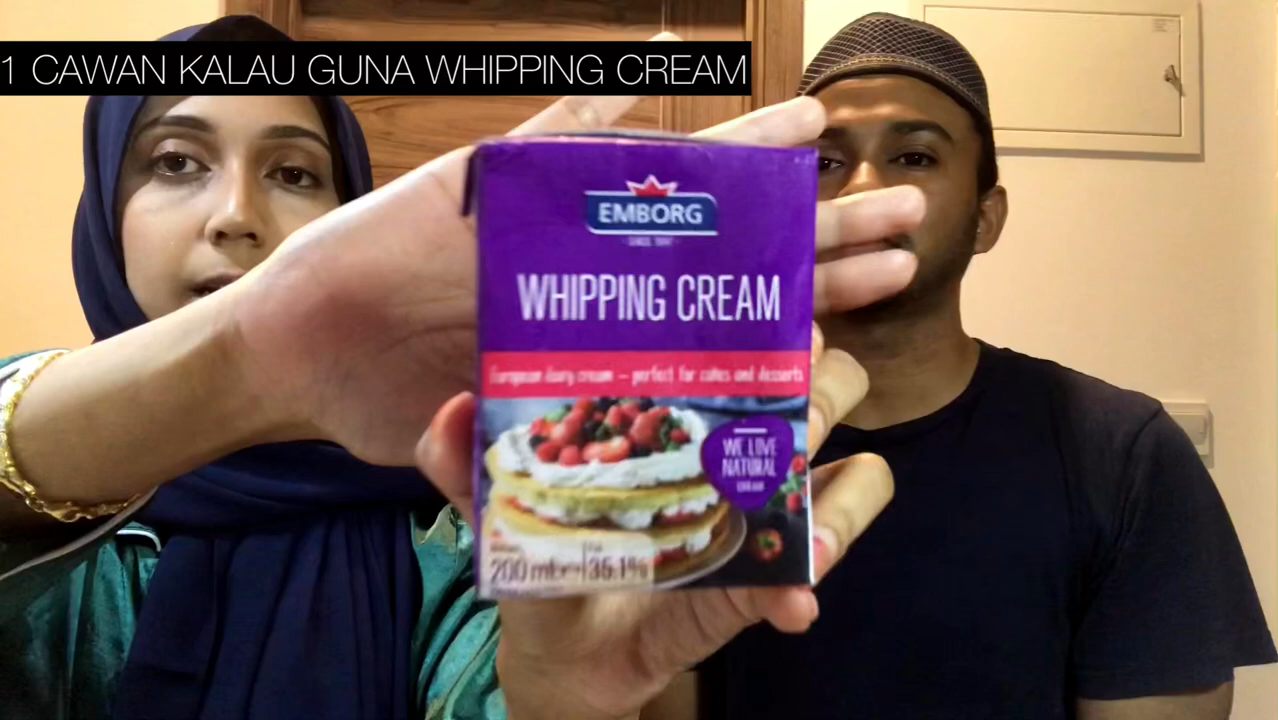 1 CAWAN KALAU GUNA WHIPPING CREAM
EMBORG
WHIPPING CREAM
European dairy cream – perfect for cakes and desserts
WE LOVE
NATURAL
CREAM
200 ml
35.1%